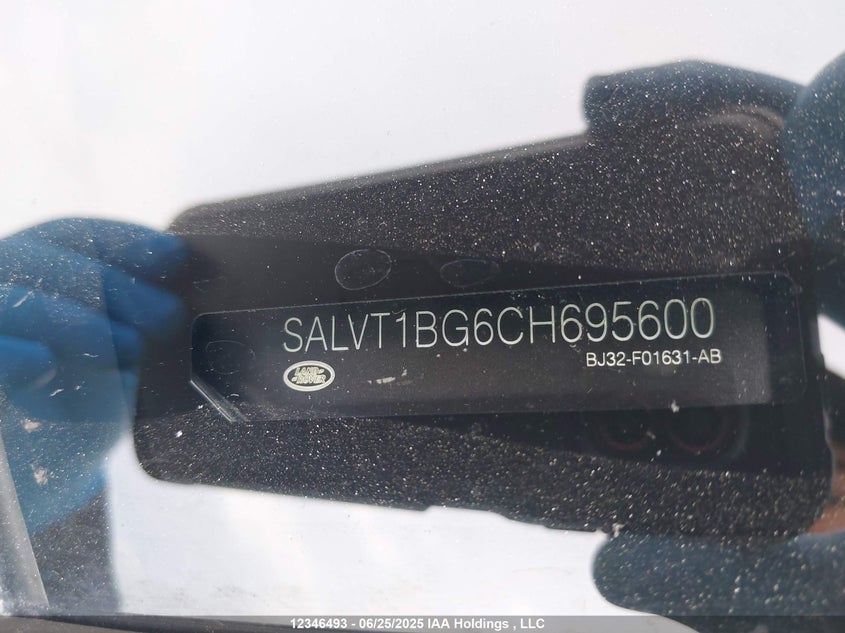 SALVT1BG6CH695600
LAND ROVER
BJ32-F01631-AB
12346493 - 06/25/2025 IAA Holdings , LLC